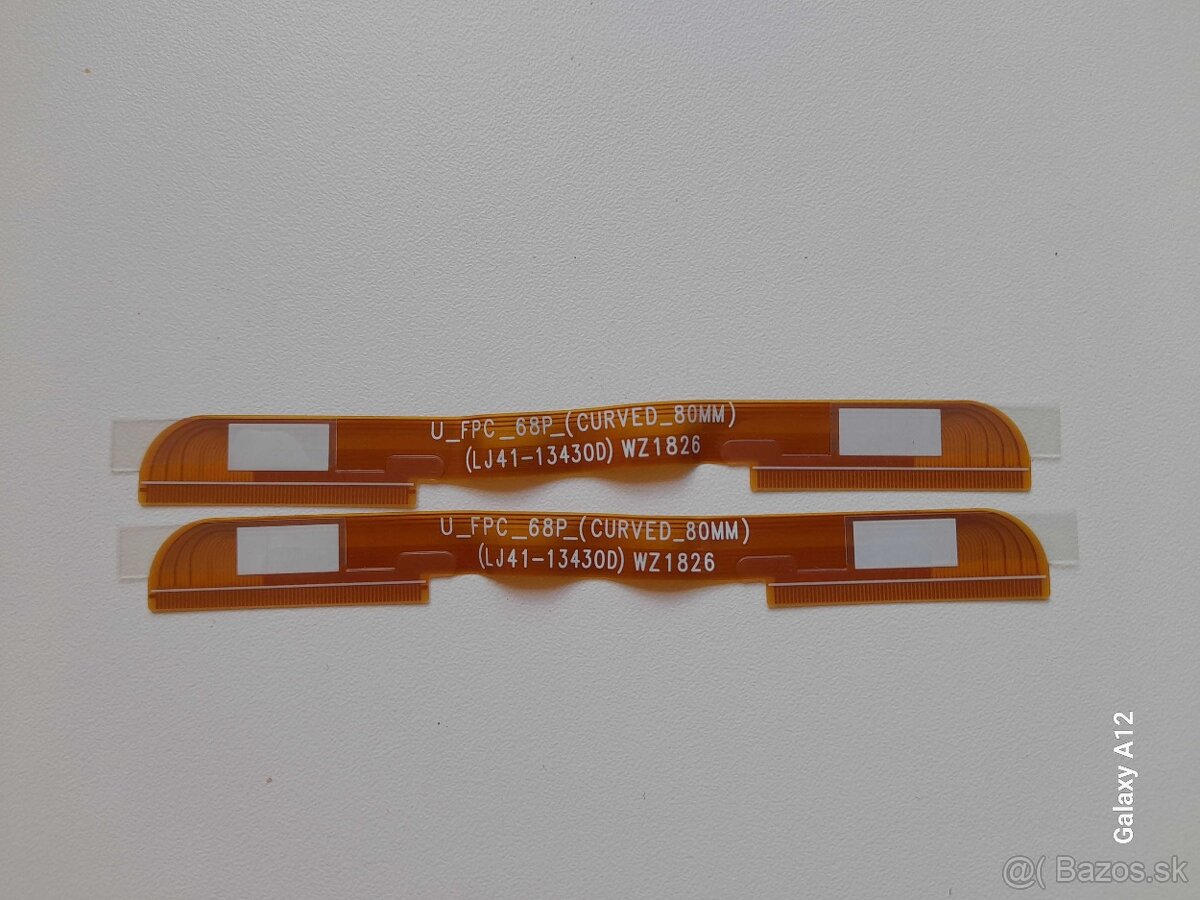 U_FPC_68P_(CURVED_80MM)
(LJ41-13430D) WZ1826
U_FPC_68P_(CURVED_80MM)
(LJ41-13430D) WZ1826
Galaxy A12
@( Bazos.sk